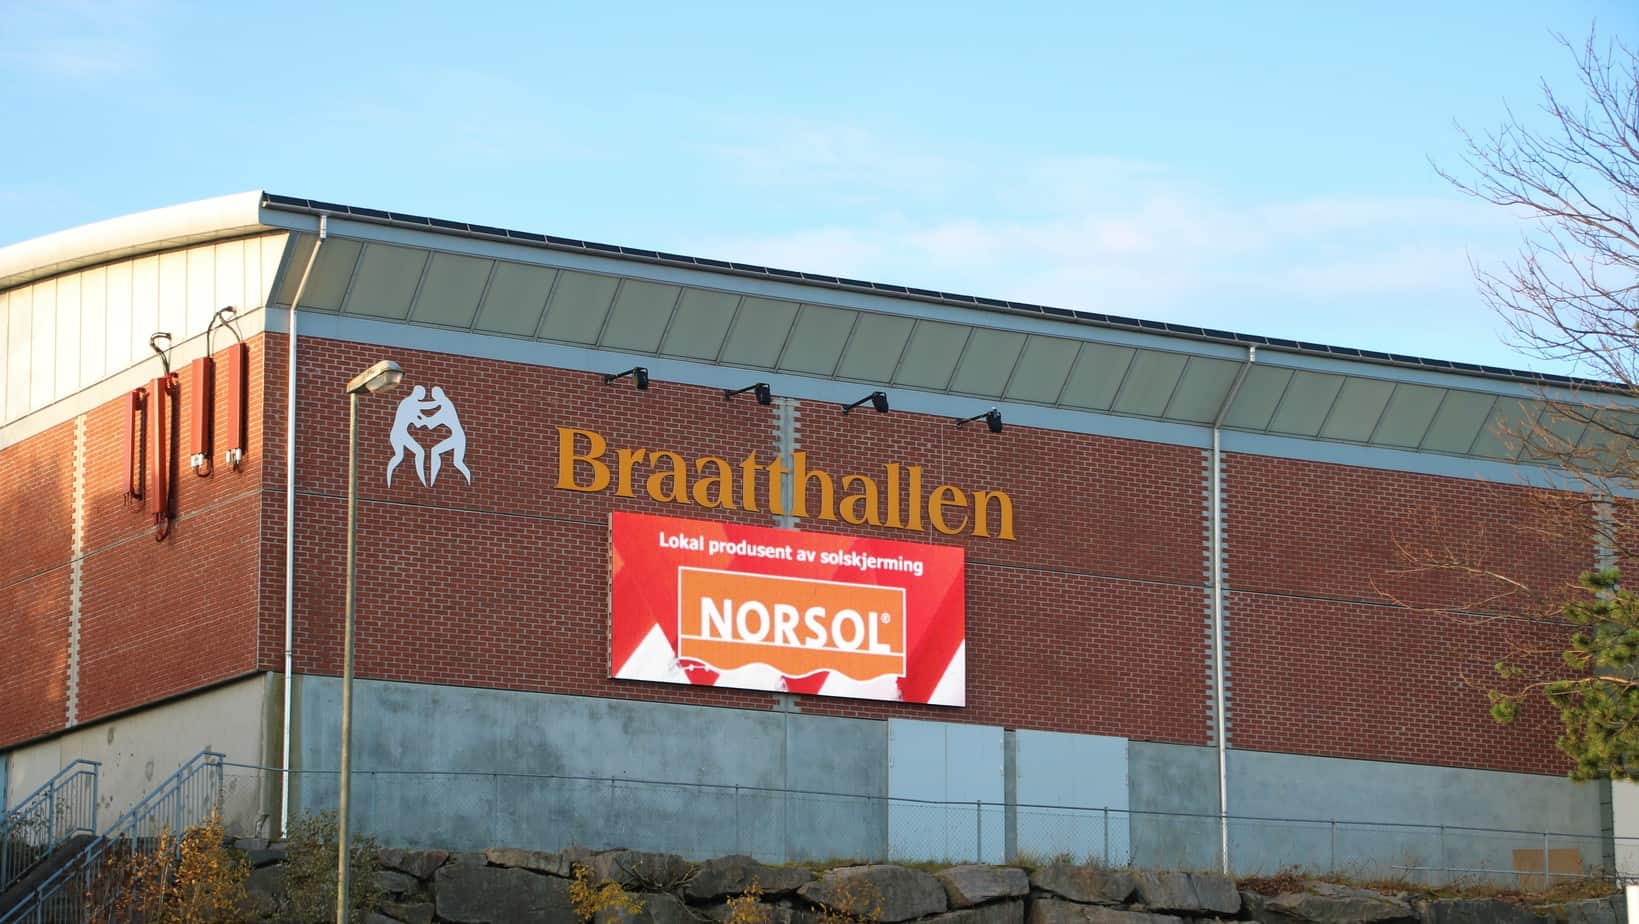 Braatthallen
Lokal produsent av solskjerming
NORSOL®